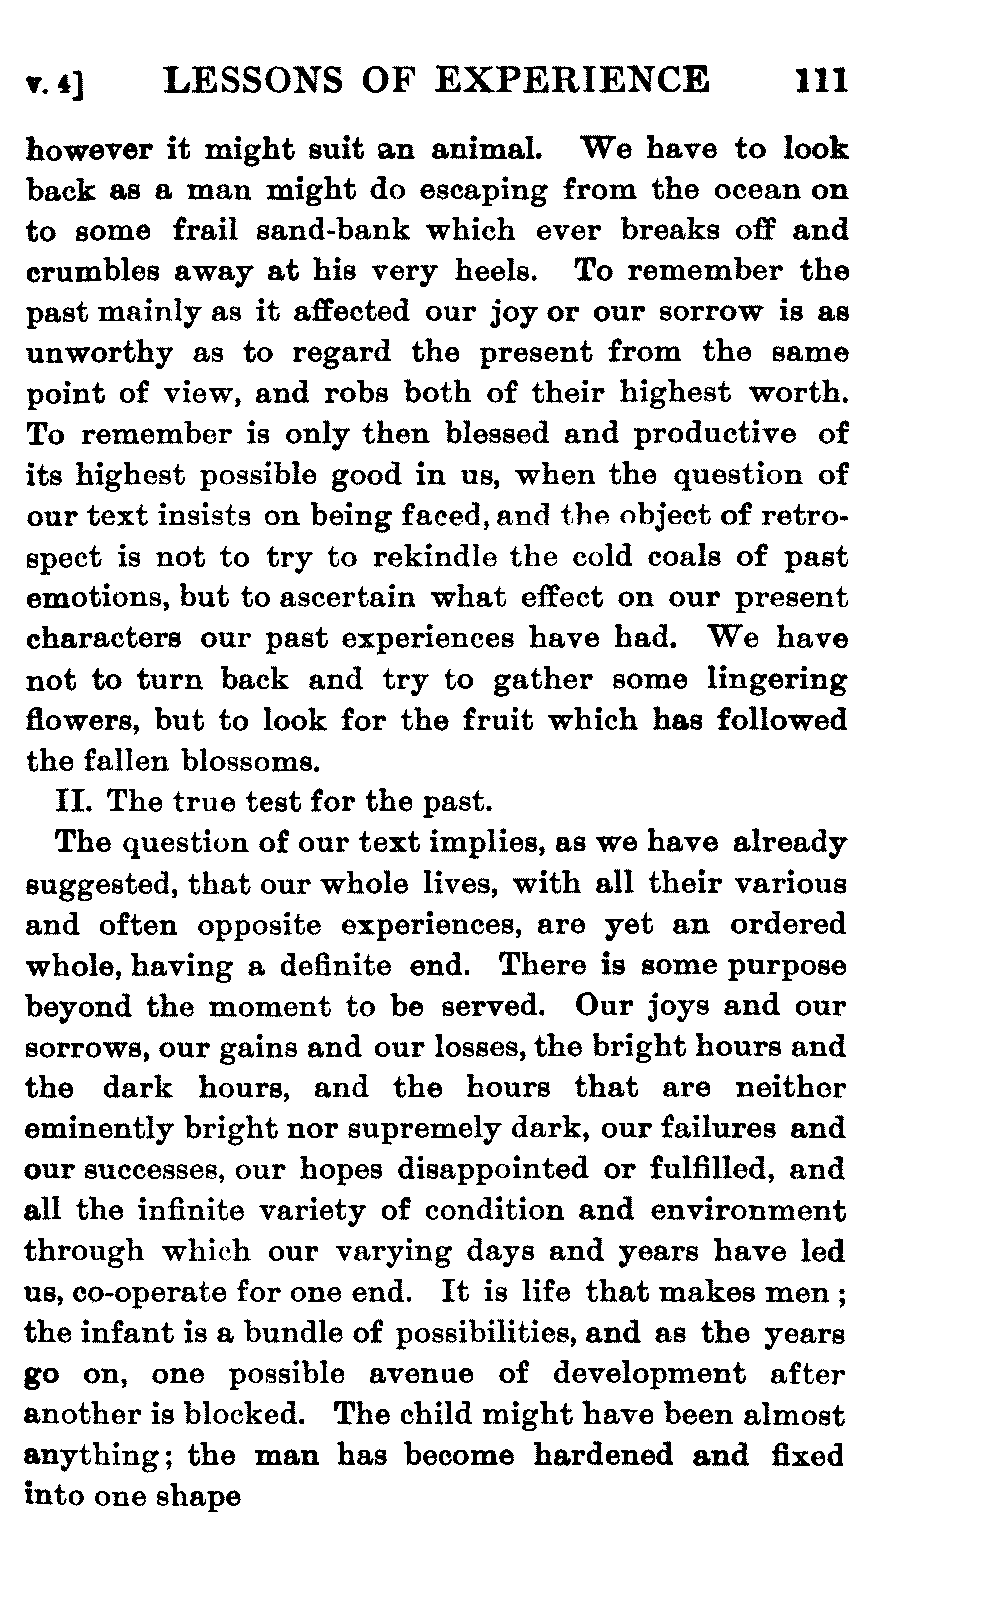 v. 4] LESSONS OF EXPERIENCE 111
however it might suit an animal. We have to look
back as a man might do escaping from the ocean on
to some frail sand-bank which ever breaks off and
crumbles away at his very heels. To remember the
past mainly as it affected our joy or our sorrow is as
unworthy as to regard the present from the same
point of view, and robs both of their highest worth.
To remember is only then blessed and productive of
its highest possible good in us, when the question of
our text insists on being faced, and the object of retro-
spect is not to try to rekindle the cold coals of past
emotions, but to ascertain what effect on our present
characters our past experiences have had. We have
not to turn back and try to gather some lingering
flowers, but to look for the fruit which has followed
the fallen blossoms.
II. The true test for the past.
The question of our text implies, as we have already
suggested, that our whole lives, with all their various
and often opposite experiences, are yet an ordered
whole, having a definite end. There is some purpose
beyond the moment to be served. Our joys and our
sorrows, our gains and our losses, the bright hours and
the dark hours, and the hours that are neither
eminently bright nor supremely dark, our failures and
our successes, our hopes disappointed or fulfilled, and
all the infinite variety of condition and environment
through which our varying days and years have led
us, co-operate for one end. It is life that makes men ;
the infant is a bundle of possibilities, and as the years
go on, one possible avenue of development after
another is blocked. The child might have been almost
anything; the man has become hardened and fixed
into one shape